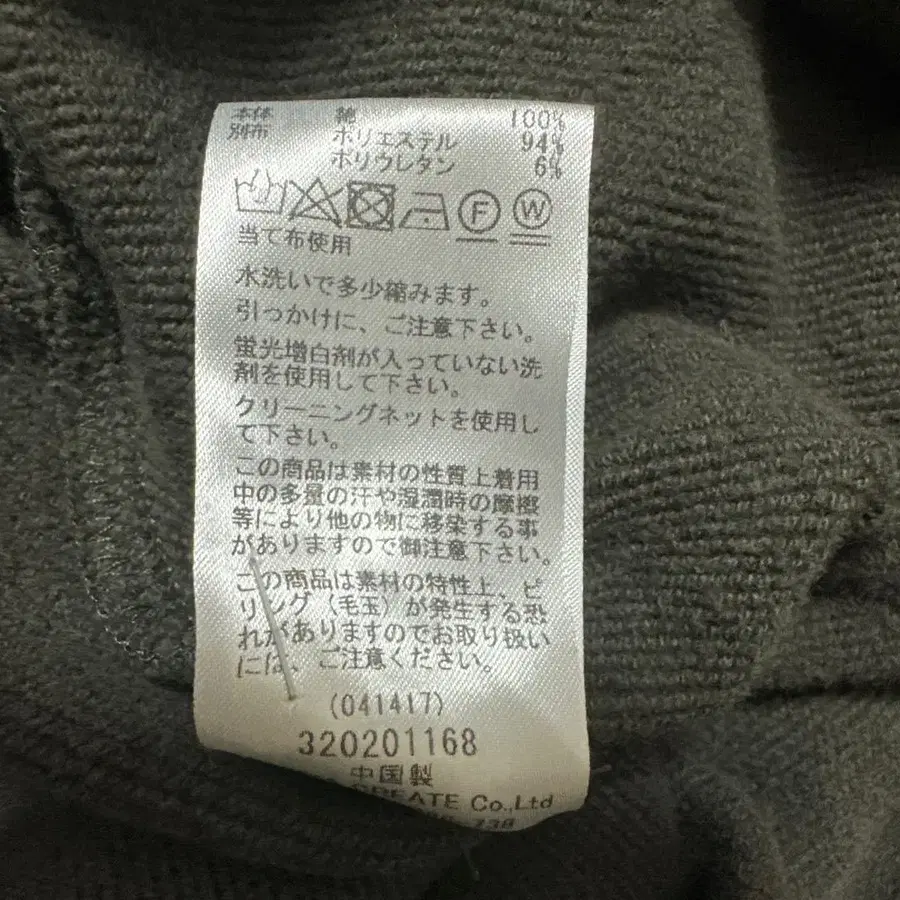 本体 綿 100%
別布 ポリエステル 94%
ポリウレタン 6%
F W
当て布使用
水洗いで多少縮みます。
引っかけに、ご注意下さい。
蛍光増白剤が入っていない洗
剤を使用して下さい。
クリーニングネットを使用し
て下さい。
この商品は素材の性質上着用
中の多量の汗や湿潤時の摩擦
等により他の物に移染する事
がありますので御注意下さい。
この商品は素材の特性上、ピ
リング（毛玉）が発生する恐
れがありますのでお取り扱い
には、ご注意ください。
(041417)
320201168
中国製
CREATE Co.,Ltd
738